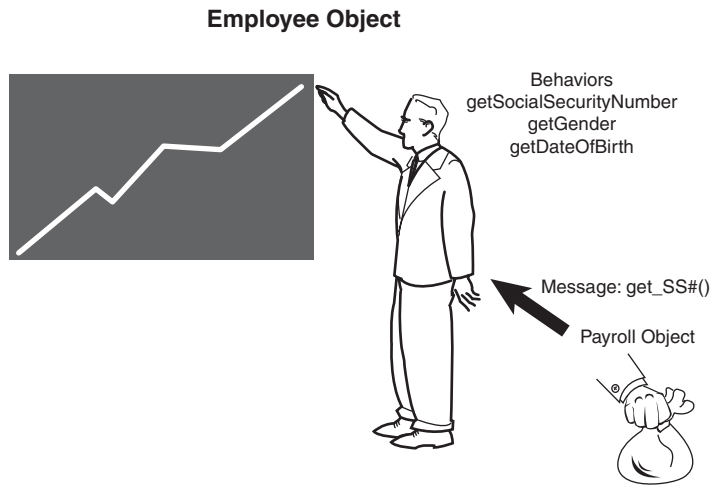 Employee Object
Behaviors
getSocialSecurityNumber
getGender
getDateOfBirth
Message: get_SS#()
Payroll Object